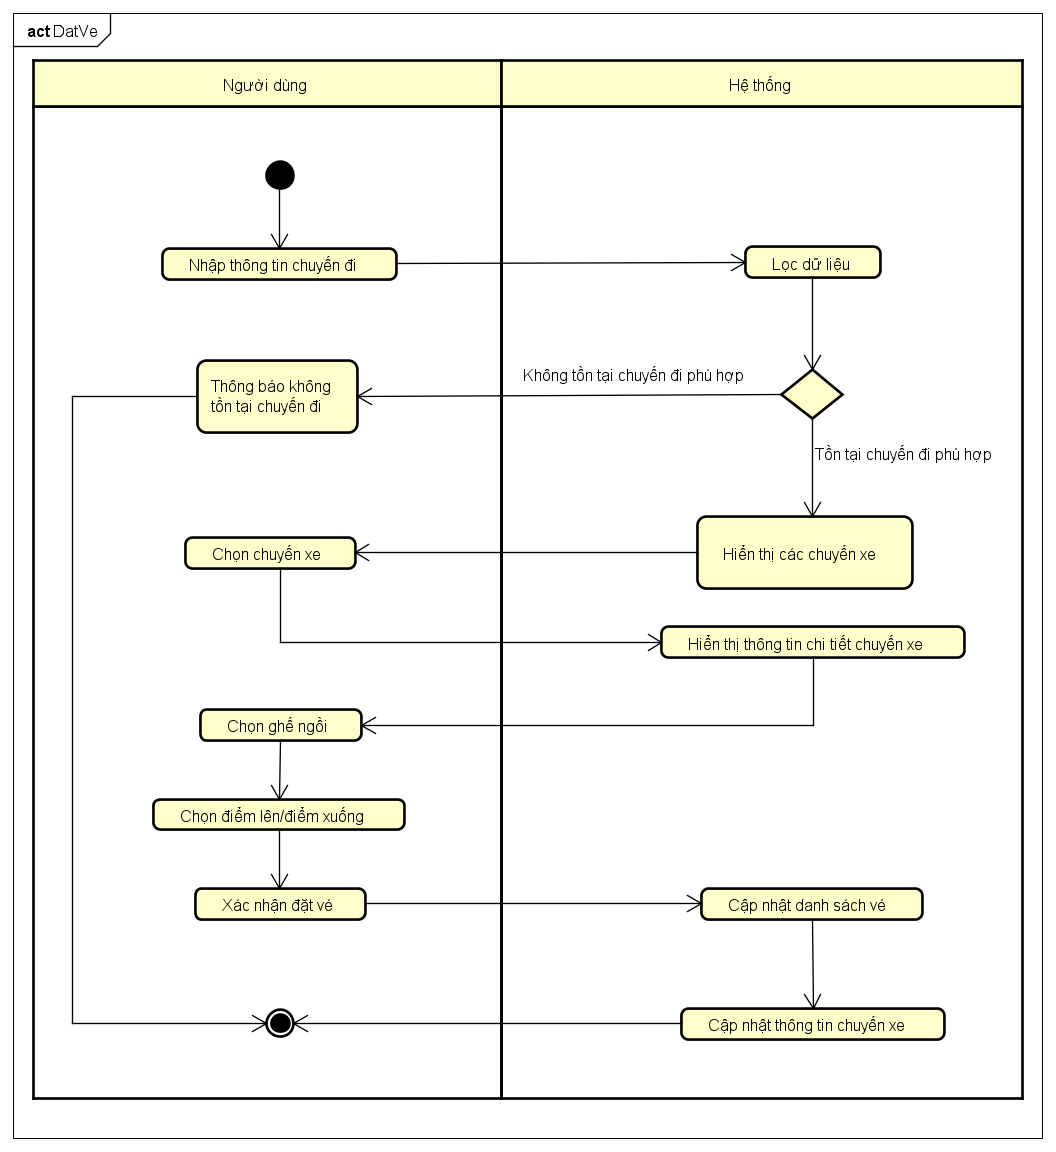 act DatVe
Người dùng
Hệ thống
Nhập thông tin chuyến đi
Lọc dữ liệu
Không tồn tại chuyến đi phù hợp
Thông báo không
tồn tại chuyến đi
Tồn tại chuyến đi phù hợp
Chọn chuyến xe
Hiển thị các chuyến xe
Hiển thị thông tin chi tiết chuyến xe
Chọn ghế ngồi
Chọn điểm lên/điểm xuống
Xác nhận đặt vé
Cập nhật danh sách vé
Cập nhật thông tin chuyến xe